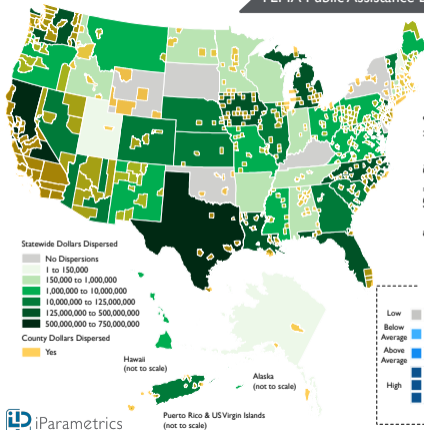 FEMA Public Assistance
Statewide Dollars Dispersed
No Dispersions
1 to 150,000
150,000 to 1,000,000
1,000,000 to 10,000,000
10,000,000 to 125,000,000
125,000,000 to 500,000,000
500,000,000 to 750,000,000
County Dollars Dispersed
Yes
Hawaii
(not to scale)
Alaska
(not to scale)
Puerto Rico & US Virgin Islands
(not to scale)
Low
Below
Average
Above
Average
High
iParametrics